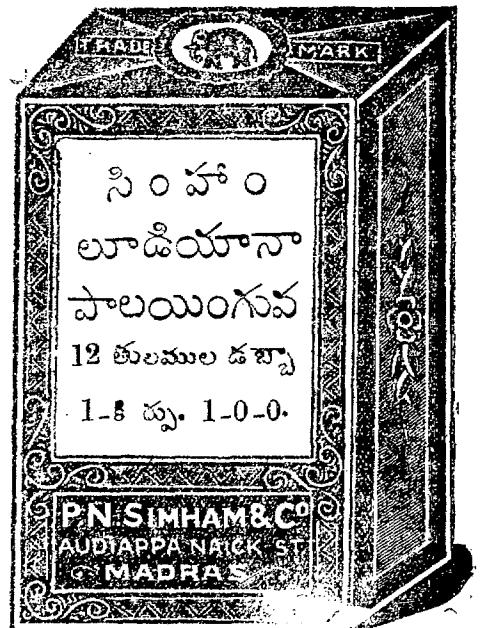 TRADE MARK
సింహాం
లూడియానా
పాలయింగువ
12 తులముల డబ్బా
1-కి రు. 1-0-0.
P.N. SIMHAM & Co
AUDIAPPA NAICK ST
MADRAS